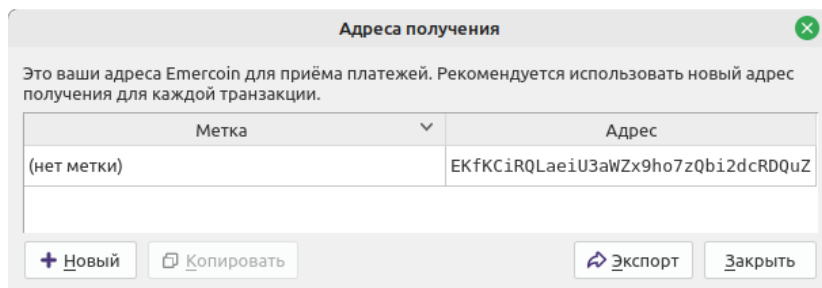 Адреса получения
Это ваши адреса Emercoin для приёма платежей. Рекомендуется использовать новый адрес
получения для каждой транзакции.
Метка Адрес
(нет метки) EKfKCiRQLaeiU3aWZx9ho7zQbi2dcRDQuZ
Новый Копировать Экспорт Закрыть